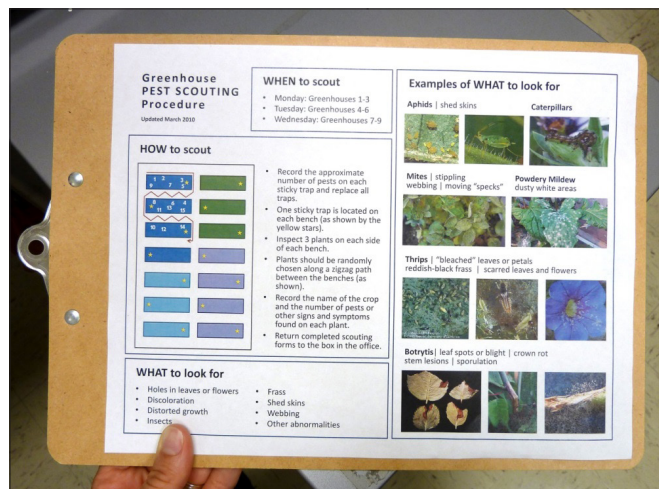 Greenhouse
PEST SCOUTING
Procedure
Updated March 2010
WHEN to scout
• Monday: Greenhouses 1-3
• Tuesday: Greenhouses 4-6
• Wednesday: Greenhouses 7-9
HOW to scout
• Record the approximate
number of pests on each
sticky trap and replace all
traps.
• One sticky trap is located on
each bench (as shown by the
yellow stars).
• Inspect 3 plants on each side
of each bench.
• Plants should be randomly
chosen along a zigzag path
between the benches (as
shown).
• Record the name of the crop
and the number of pests or
other signs and symptoms
found on each plant.
• Return completed scouting
forms to the box in the office.
WHAT to look for
• Holes in leaves or flowers
• Discoloration
• Distorted growth
• Insects
• Frass
• Shed skins
• Webbing
• Other abnormalities
Examples of WHAT to look for
Aphids | shed skins
Caterpillars
Mites | stippling
webbing | moving "specks"
Powdery Mildew
dusty white areas
Thrips | "bleached" leaves or petals
reddish-black frass | scarred leaves and flowers
Botrytis | leaf spots or blight | crown rot
stem lesions | sporulation